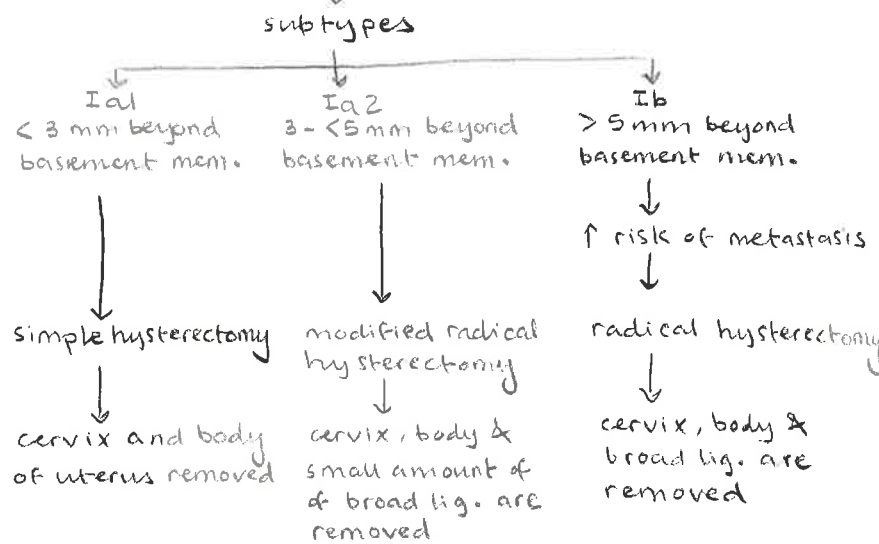 subtypes
Ia1
< 3 mm beyond
basement mem.
simple hysterectomy
cervix and body
of uterus removed
Ia2
3 - <5 mm beyond
basement mem.
modified radical
hysterectomy
cervix, body &
small amount of
of broad lig. are
removed
Ib
> 5 mm beyond
basement mem.
↑ risk of metastasis
radical hysterectomy
cervix, body &
broad lig. are
removed